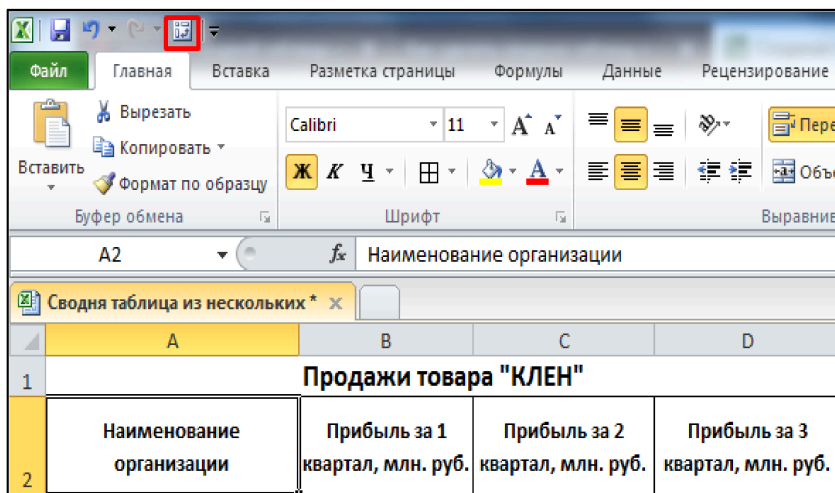 Файл Главная Вставка Разметка страницы Формулы Данные Рецензирование
Вырезать
Calibri 11
Копировать
Вставить
Формат по образцу
Ж К Ч
Буфер обмена Шрифт
A2 fx Наименование организации
Сводня таблица из нескольких *
A B C D
1 Продажи товара "КЛЕН"
Наименование Прибыль за 1 Прибыль за 2 Прибыль за 3
2 организации квартал, млн. руб. квартал, млн. руб. квартал, млн. руб.